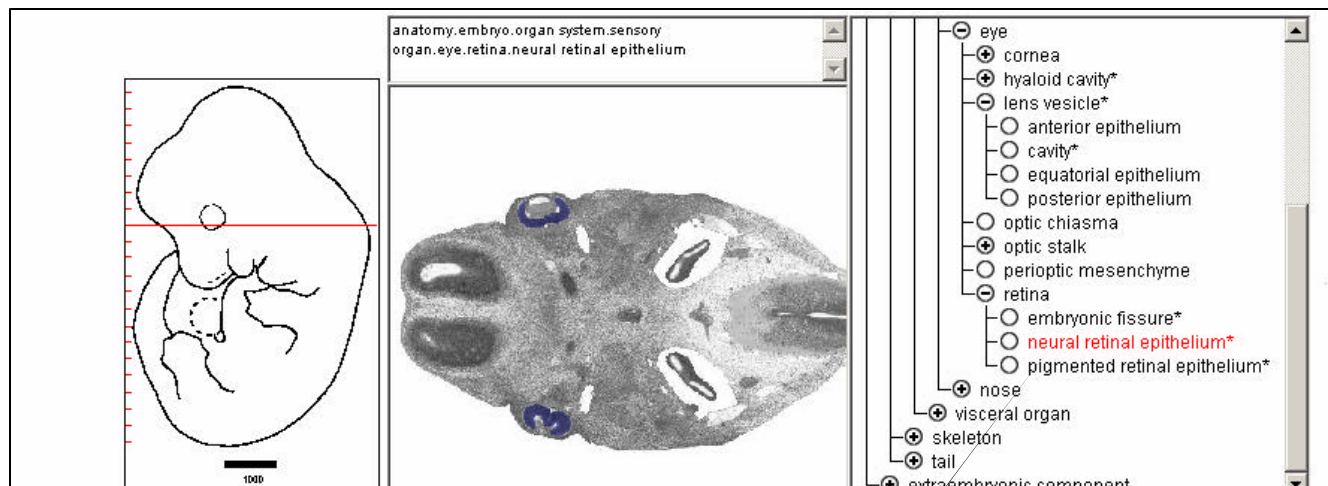 anatomy.embryo.organ system.sensory
organ.eye.retina.neural retinal epithelium
1000
eye
cornea
hyaloid cavity*
lens vesicle*
anterior epithelium
cavity*
equatorial epithelium
posterior epithelium
optic chiasma
optic stalk
perioptic mesenchyme
retina
embryonic fissure*
neural retinal epithelium*
pigmented retinal epithelium*
nose
visceral organ
skeleton
tail
extraembryonic component